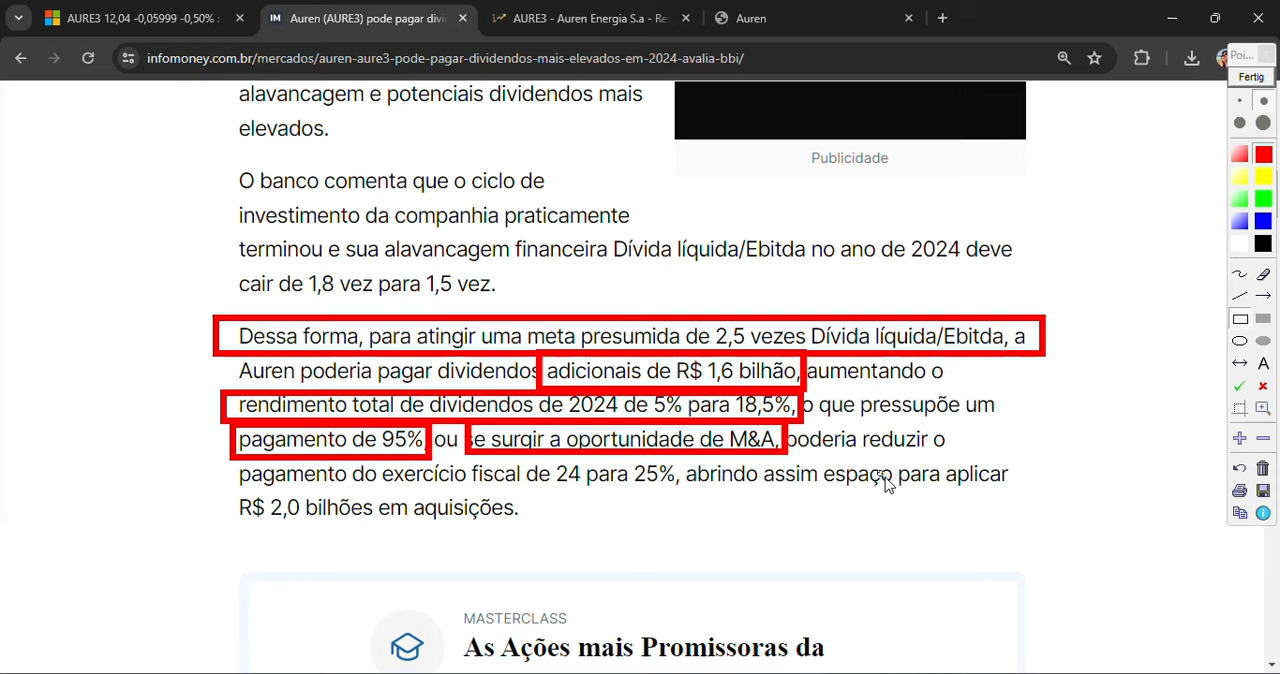 AURE3 12,04 -0,05999 -0,50% :
Auren (AURE3) pode pagar divi
AURE3 - Auren Energia S.a - Re
Auren
infomoney.com.br/mercados/auren-aure3-pode-pagar-dividendos-mais-elevados-em-2024-avalia-bbi/
Poi...
Fertig
alavancagem e potenciais dividendos mais
elevados.
Publicidade
O banco comenta que o ciclo de
investimento da companhia praticamente
terminou e sua alavancagem financeira Dívida líquida/Ebitda no ano de 2024 deve
cair de 1,8 vez para 1,5 vez.
Dessa forma, para atingir uma meta presumida de 2,5 vezes Dívida líquida/Ebitda, a
Auren poderia pagar dividendos adicionais de R$ 1,6 bilhão, aumentando o
rendimento total de dividendos de 2024 de 5% para 18,5%, o que pressupõe um
pagamento de 95%, ou se surgir a oportunidade de M&A, poderia reduzir o
pagamento do exercício fiscal de 24 para 25%, abrindo assim espaço para aplicar
R$ 2,0 bilhões em aquisições.
MASTERCLASS
As Ações mais Promissoras da